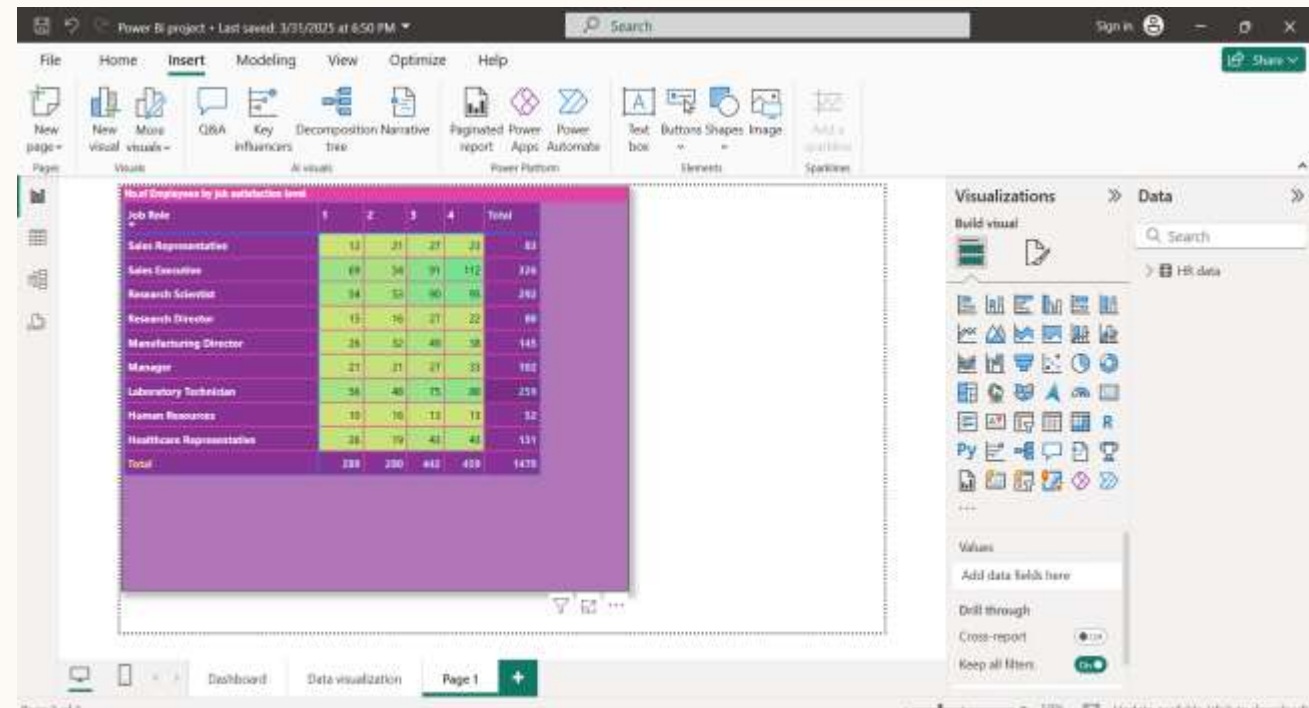 Power Bi project • Last saved: 3/31/2025 at 6:50 PM
Search
Sign in
File Home Insert Modeling View Optimize Help
Share
New page
New visual
More visuals
Q&A
Key influencers
Decomposition tree
Narrative
Paginated report
Power Apps
Power Automate
Text box
Buttons
Shapes
Image
Add a sparkline
Pages
Visuals
AI visuals
Power Platform
Elements
Sparklines
No.of Employees by job satisfaction level
Job Role 1 2 3 4 Total
Sales Representative 12 21 27 23 83
Sales Executive 69 54 91 112 326
Research Scientist 54 53 90 95 292
Research Director 15 16 27 22 80
Manufacturing Director 26 32 49 38 145
Manager 21 21 27 33 102
Laboratory Technician 56 48 75 80 259
Human Resources 10 16 13 13 52
Healthcare Representative 26 19 43 43 131
Total 289 280 442 459 1470
Visualizations
Build visual
R
Py
Values
Add data fields here
Drill through
Cross-report
Off
Keep all filters
On
Data
Search
HR data
Dashboard Data visualization Page 1